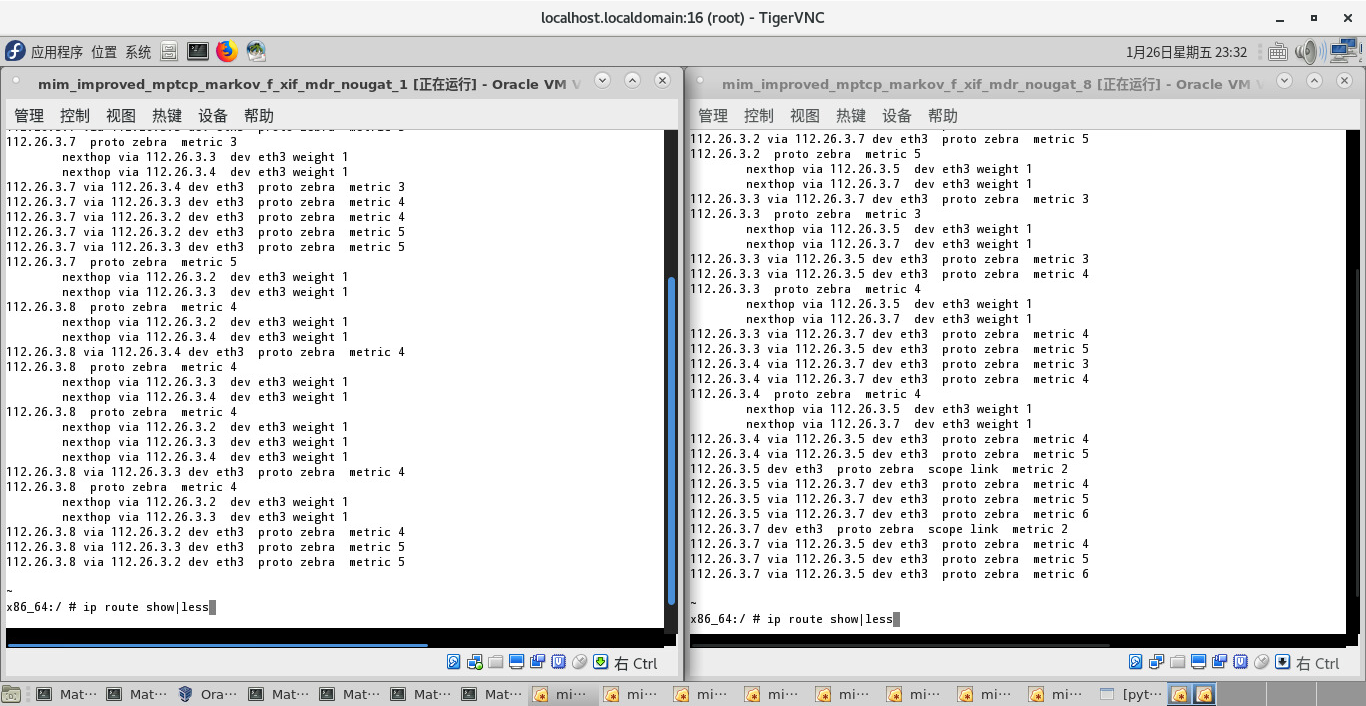 localhost.localdomain:16 (root) - TigerVNC
应用程序 位置 系统
1月26日星期五 23:32
mim_improved_mptcp_markov_f_xif_mdr_nougat_1 [正在运行] - Oracle VM V
管理 控制 视图 热键 设备 帮助
112.26.3.7  proto zebra  metric 3
        nexthop via 112.26.3.3  dev eth3 weight 1
        nexthop via 112.26.3.4  dev eth3 weight 1
112.26.3.7 via 112.26.3.4 dev eth3  proto zebra  metric 3
112.26.3.7 via 112.26.3.3 dev eth3  proto zebra  metric 4
112.26.3.7 via 112.26.3.2 dev eth3  proto zebra  metric 4
112.26.3.7 via 112.26.3.2 dev eth3  proto zebra  metric 5
112.26.3.7 via 112.26.3.3 dev eth3  proto zebra  metric 5
112.26.3.7  proto zebra  metric 5
        nexthop via 112.26.3.2  dev eth3 weight 1
        nexthop via 112.26.3.3  dev eth3 weight 1
112.26.3.8  proto zebra  metric 4
        nexthop via 112.26.3.2  dev eth3 weight 1
        nexthop via 112.26.3.4  dev eth3 weight 1
112.26.3.8 via 112.26.3.4 dev eth3  proto zebra  metric 4
112.26.3.8  proto zebra  metric 4
        nexthop via 112.26.3.3  dev eth3 weight 1
        nexthop via 112.26.3.4  dev eth3 weight 1
112.26.3.8  proto zebra  metric 4
        nexthop via 112.26.3.2  dev eth3 weight 1
        nexthop via 112.26.3.3  dev eth3 weight 1
        nexthop via 112.26.3.4  dev eth3 weight 1
112.26.3.8 via 112.26.3.3 dev eth3  proto zebra  metric 4
112.26.3.8  proto zebra  metric 4
        nexthop via 112.26.3.2  dev eth3 weight 1
        nexthop via 112.26.3.3  dev eth3 weight 1
112.26.3.8 via 112.26.3.2 dev eth3  proto zebra  metric 4
112.26.3.8 via 112.26.3.3 dev eth3  proto zebra  metric 5
112.26.3.8 via 112.26.3.2 dev eth3  proto zebra  metric 5
~
x86_64:/ # ip route show|less
右 Ctrl
mim_improved_mptcp_markov_f_xif_mdr_nougat_8 [正在运行] - Oracle VM V
管理 控制 视图 热键 设备 帮助
112.26.3.2 via 112.26.3.7 dev eth3  proto zebra  metric 5
112.26.3.2  proto zebra  metric 5
        nexthop via 112.26.3.5  dev eth3 weight 1
        nexthop via 112.26.3.7  dev eth3 weight 1
112.26.3.3 via 112.26.3.7 dev eth3  proto zebra  metric 3
112.26.3.3  proto zebra  metric 3
        nexthop via 112.26.3.5  dev eth3 weight 1
        nexthop via 112.26.3.7  dev eth3 weight 1
112.26.3.3 via 112.26.3.5 dev eth3  proto zebra  metric 3
112.26.3.3 via 112.26.3.5 dev eth3  proto zebra  metric 4
112.26.3.3  proto zebra  metric 4
        nexthop via 112.26.3.5  dev eth3 weight 1
        nexthop via 112.26.3.7  dev eth3 weight 1
112.26.3.3 via 112.26.3.7 dev eth3  proto zebra  metric 4
112.26.3.3 via 112.26.3.5 dev eth3  proto zebra  metric 5
112.26.3.4 via 112.26.3.7 dev eth3  proto zebra  metric 3
112.26.3.4 via 112.26.3.7 dev eth3  proto zebra  metric 4
112.26.3.4  proto zebra  metric 4
        nexthop via 112.26.3.5  dev eth3 weight 1
        nexthop via 112.26.3.7  dev eth3 weight 1
112.26.3.4 via 112.26.3.5 dev eth3  proto zebra  metric 4
112.26.3.4 via 112.26.3.5 dev eth3  proto zebra  metric 5
112.26.3.5 dev eth3  proto zebra  scope link  metric 2
112.26.3.5 via 112.26.3.7 dev eth3  proto zebra  metric 4
112.26.3.5 via 112.26.3.7 dev eth3  proto zebra  metric 5
112.26.3.5 via 112.26.3.7 dev eth3  proto zebra  metric 6
112.26.3.7 dev eth3  proto zebra  scope link  metric 2
112.26.3.7 via 112.26.3.5 dev eth3  proto zebra  metric 4
112.26.3.7 via 112.26.3.5 dev eth3  proto zebra  metric 5
112.26.3.7 via 112.26.3.5 dev eth3  proto zebra  metric 6
~
x86_64:/ # ip route show|less
右 Ctrl
Mat··· Mat··· Ora··· Mat··· Mat··· Mat··· Mat··· mi··· mi··· mi··· mi··· mi··· mi··· mi··· mi··· [pyt···